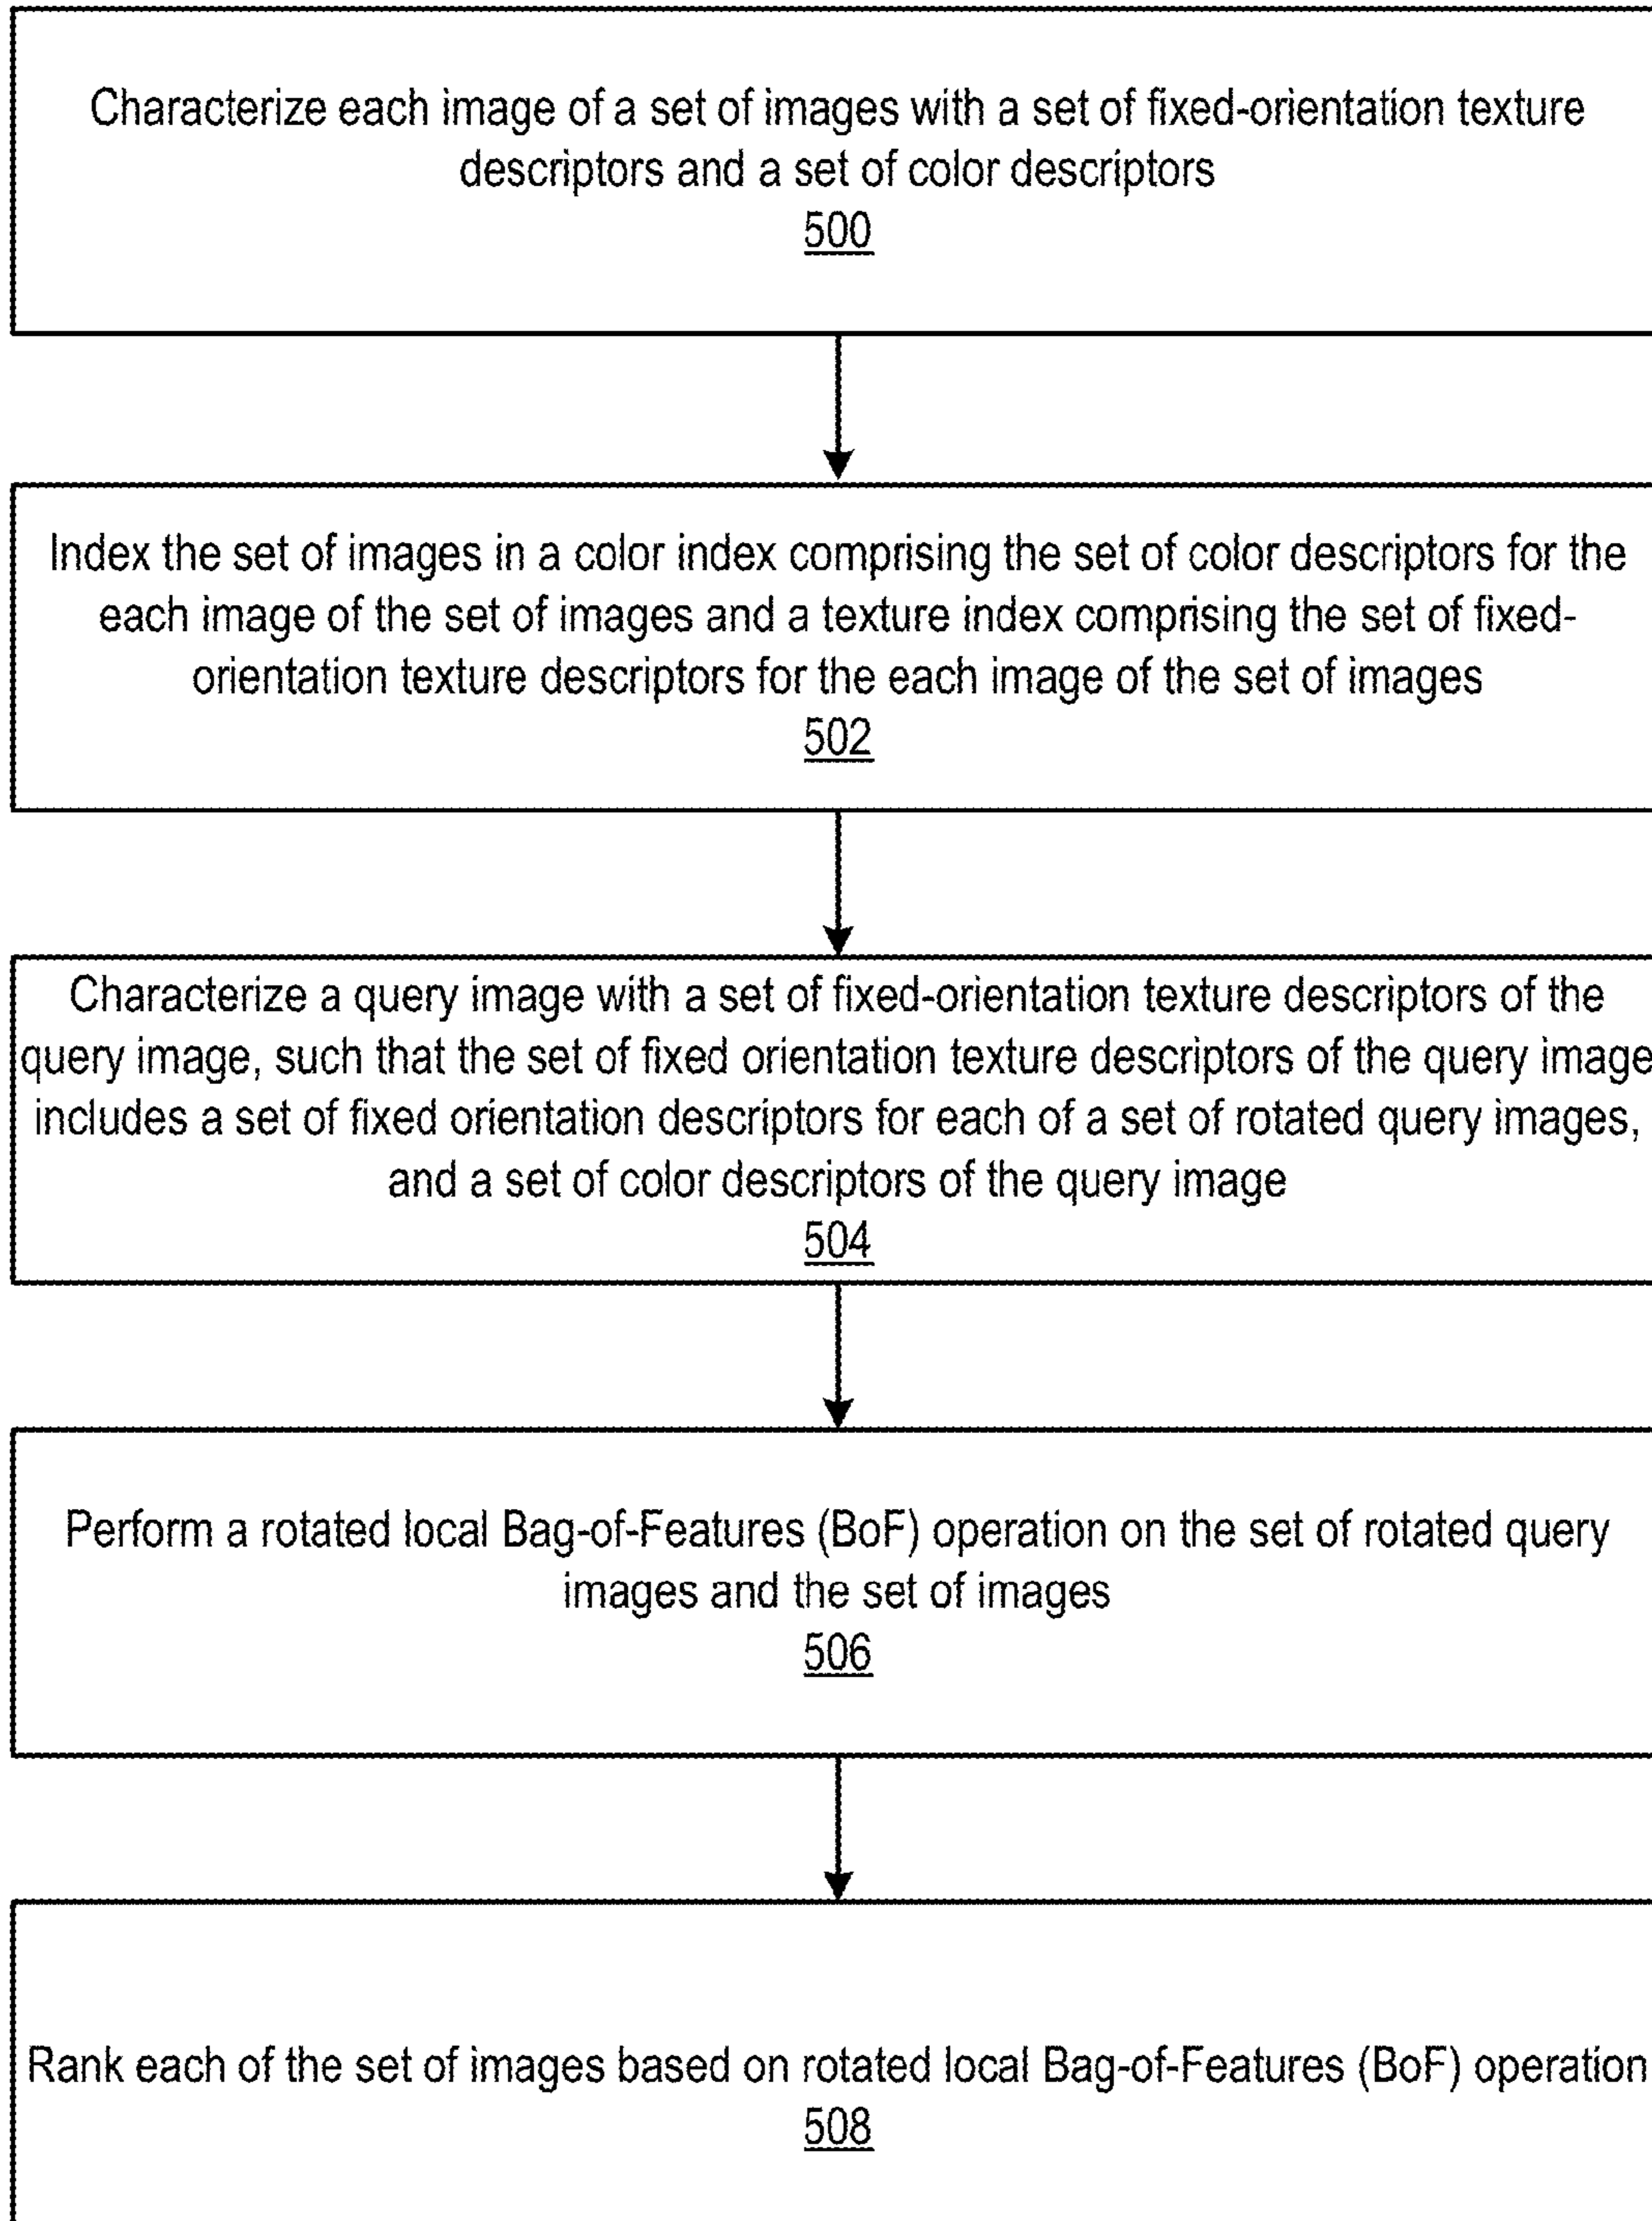 Characterize each image of a set of images with a set of fixed-orientation texture
descriptors and a set of color descriptors
500
Index the set of images in a color index comprising the set of color descriptors for the
each image of the set of images and a texture index comprising the set of fixed-
orientation texture descriptors for the each image of the set of images
502
Characterize a query image with a set of fixed-orientation texture descriptors of the
query image, such that the set of fixed orientation texture descriptors of the query image
includes a set of fixed orientation descriptors for each of a set of rotated query images,
and a set of color descriptors of the query image
504
Perform a rotated local Bag-of-Features (BoF) operation on the set of rotated query
images and the set of images
506
Rank each of the set of images based on rotated local Bag-of-Features (BoF) operation
508